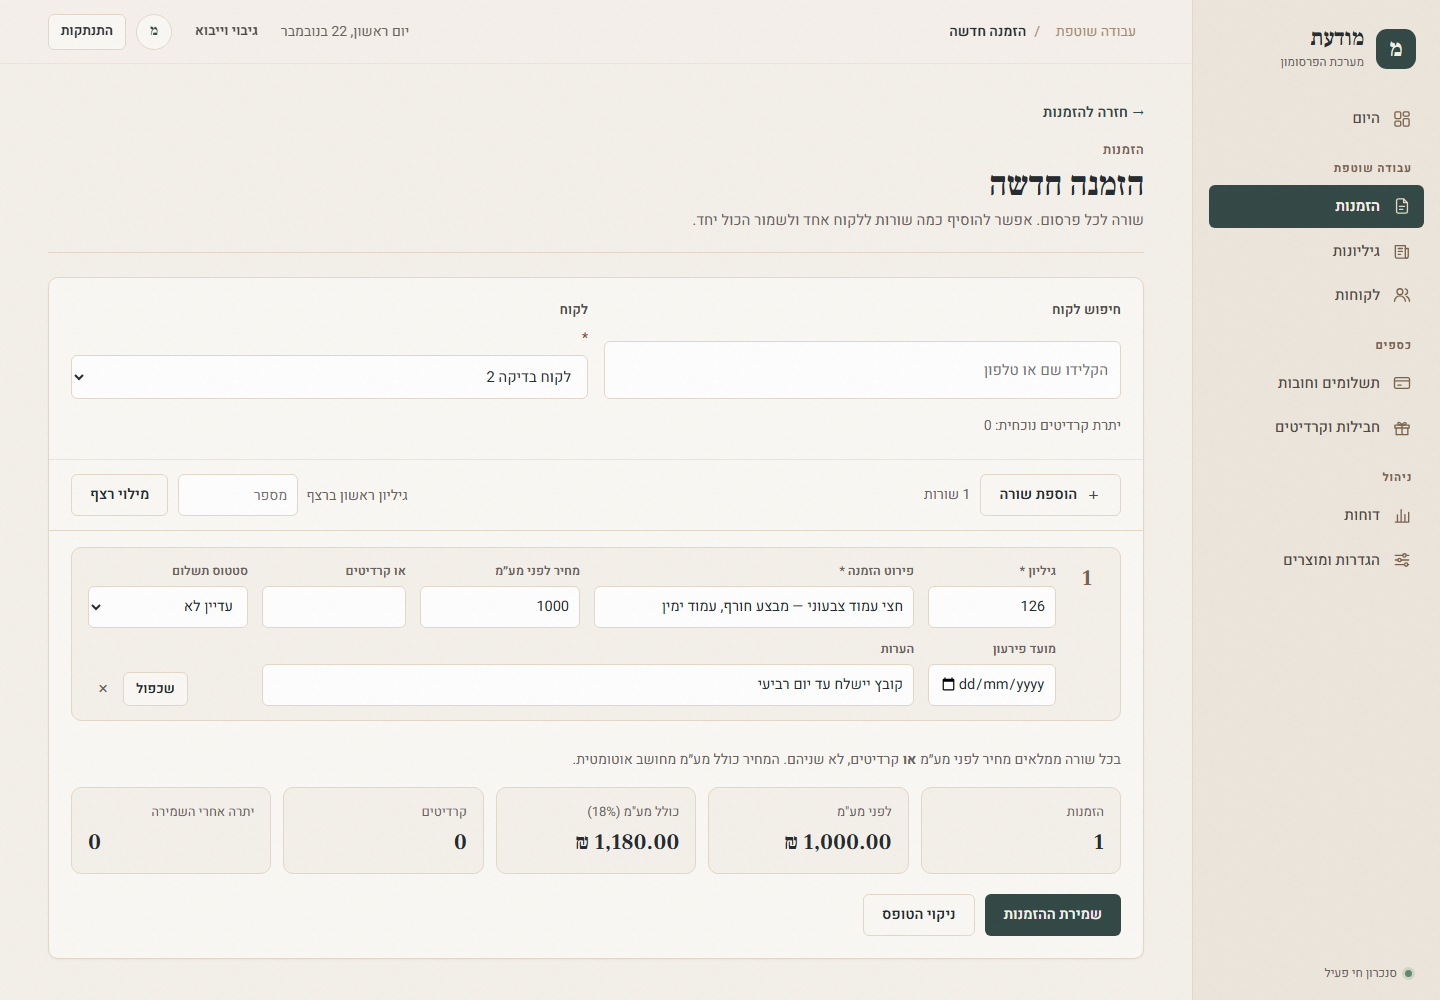 מ
מודעת
מערכת הפרסומון
היום
עבודה שוטפת
הזמנות
גיליונות
לקוחות
כספים
תשלומים וחובות
חבילות וקרדיטים
ניהול
דוחות
הגדרות ומוצרים
סנכרון חי פעיל
עבודה שוטפת / הזמנה חדשה
יום ראשון, 22 בנובמבר
גיבוי וייבוא
מ
התנתקות
→ חזרה להזמנות
הזמנות
הזמנה חדשה
שורה לכל פרסום. אפשר להוסיף כמה שורות ללקוח אחד ולשמור הכול יחד.
חיפוש לקוח
הקלידו שם או טלפון
לקוח
*
לקוח בדיקה 2
יתרת קרדיטים נוכחית: 0
+ הוספת שורה
1 שורות
גיליון ראשון ברצף
מספר
מילוי רצף
1
גיליון * פירוט הזמנה * מחיר לפני מע״מ או קרדיטים סטטוס תשלום
126 חצי עמוד צבעוני — מבצע חורף, עמוד ימין 1000 עדיין לא
מועד פירעון הערות
dd/mm/yyyy קובץ יישלח עד יום רביעי שכפול ×
בכל שורה ממלאים מחיר לפני מע״מ או קרדיטים, לא שניהם. המחיר כולל מע״מ מחושב אוטומטית.
הזמנות
1
לפני מע"מ
1,000.00 ₪
כולל מע"מ (18%)
1,180.00 ₪
קרדיטים
0
יתרה אחרי השמירה
0
שמירת ההזמנות
ניקוי הטופס